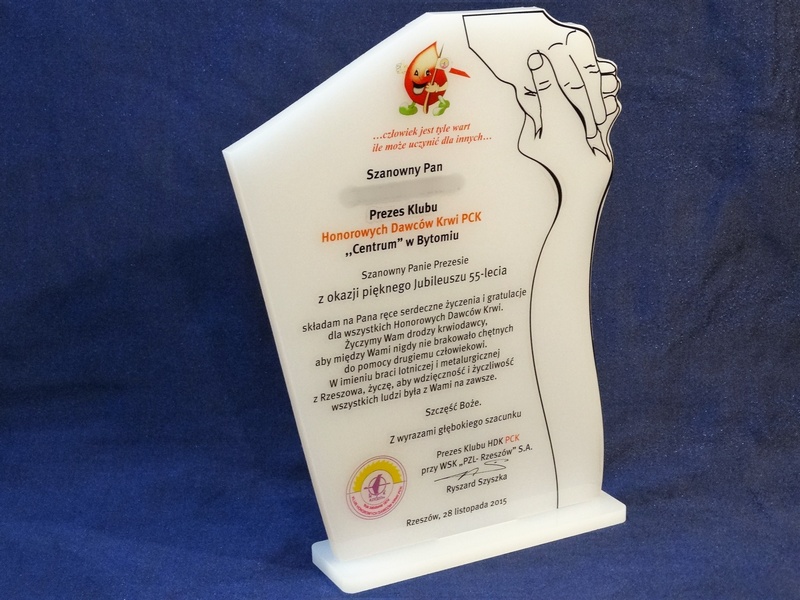 ...człowiek jest tyle wart
ile może uczynić dla innych...
Szanowny Pan
Prezes Klubu
Honorowych Dawców Krwi PCK
,,Centrum” w Bytomiu
Szanowny Panie Prezesie
z okazji pięknego Jubileuszu 55-lecia
składam na Pana ręce serdeczne życzenia i gratulacje
dla wszystkich Honorowych Dawców Krwi.
Życzymy Wam drodzy krwiodawcy,
aby między Wami nigdy nie brakowało chętnych
do pomocy drugiemu człowiekowi.
W imieniu braci lotniczej i metalurgicznej
z Rzeszowa, życzę, aby wdzięczność i życzliwość
wszystkich ludzi była z Wami na zawsze.
Szczęść Boże.
Z wyrazami głębokiego szacunku
Prezes Klubu HDK PCK
przy WSK „PZL- Rzeszów” S.A.
Ryszard Szyszka
Rzeszów, 28 listopada 2015